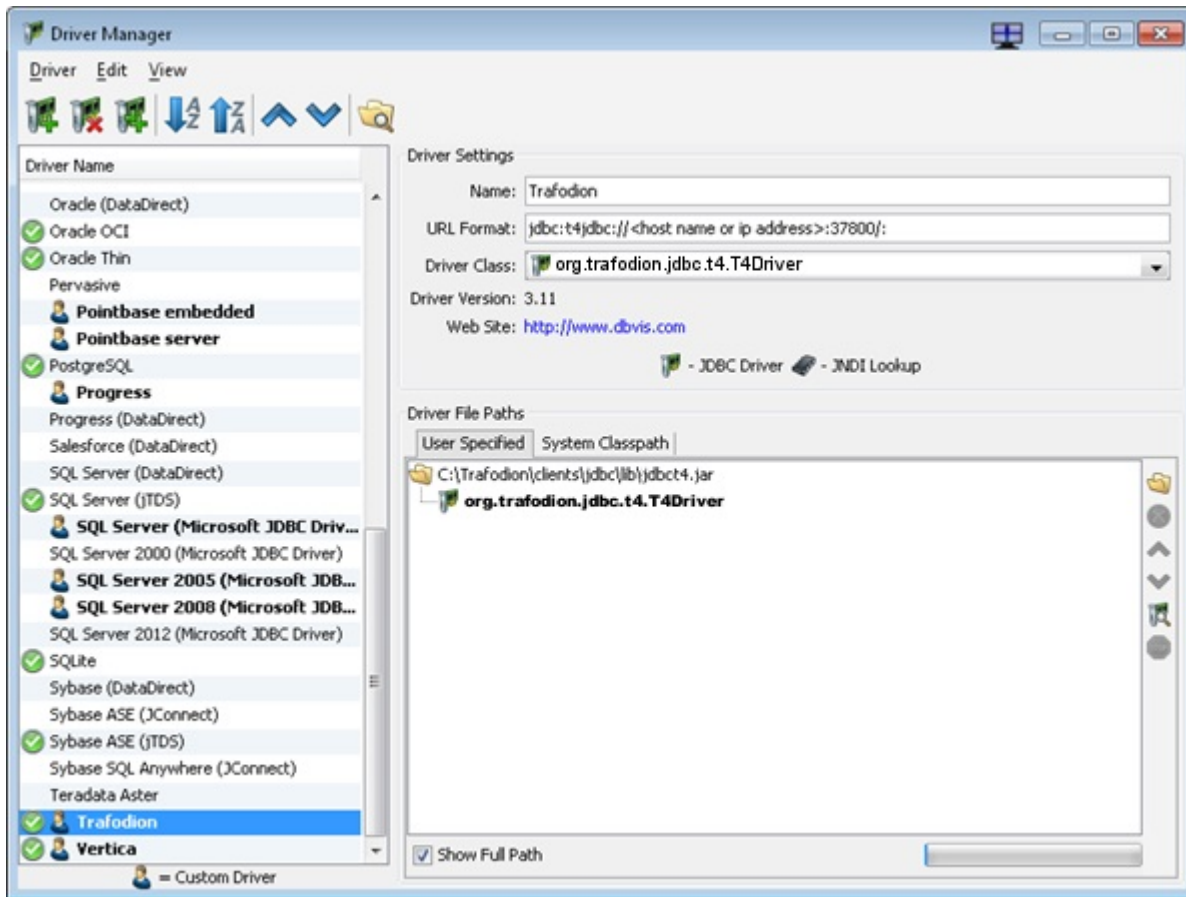 Driver Manager
Driver Edit View
Driver Name
Oracle (DataDirect)
Oracle OCI
Oracle Thin
Pervasive
Pointbase embedded
Pointbase server
PostgreSQL
Progress
Progress (DataDirect)
Salesforce (DataDirect)
SQL Server (DataDirect)
SQL Server (jTDS)
SQL Server (Microsoft JDBC Driv...
SQL Server 2000 (Microsoft JDBC Driver)
SQL Server 2005 (Microsoft JDB...
SQL Server 2008 (Microsoft JDB...
SQL Server 2012 (Microsoft JDBC Driver)
SQLite
Sybase (DataDirect)
Sybase ASE (JConnect)
Sybase ASE (jTDS)
Sybase SQL Anywhere (JConnect)
Teradata Aster
Trafodion
Vertica
= Custom Driver
Driver Settings
Name: Trafodion
URL Format: jdbc:t4jdbc://<host name or ip address>:37800/:
Driver Class: org.trafodion.jdbc.t4.T4Driver
Driver Version: 3.11
Web Site: http://www.dbvis.com
- JDBC Driver - JNDI Lookup
Driver File Paths
User Specified System Classpath
C:\Trafodion\clients\jdbc\lib\jdbct4.jar
org.trafodion.jdbc.t4.T4Driver
Show Full Path